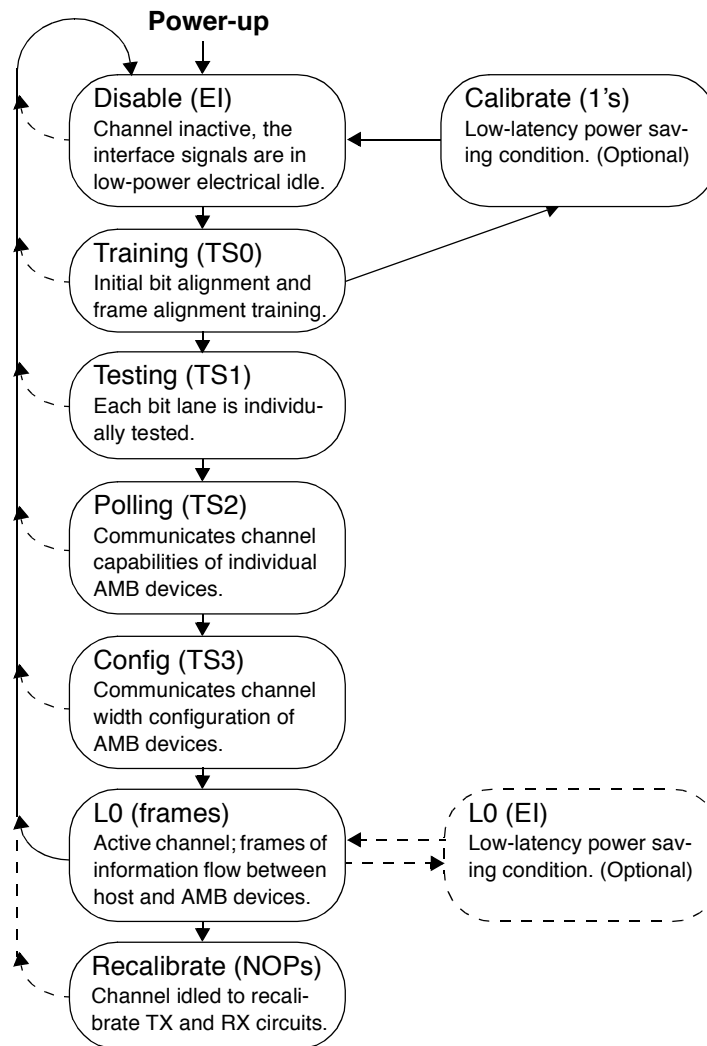 Power-up
Disable (EI)
Channel inactive, the
interface signals are in
low-power electrical idle.
Calibrate (1's)
Low-latency power sav-
ing condition. (Optional)
Training (TS0)
Initial bit alignment and
frame alignment training.
Testing (TS1)
Each bit lane is individu-
ally tested.
Polling (TS2)
Communicates channel
capabilities of individual
AMB devices.
Config (TS3)
Communicates channel
width configuration of
AMB devices.
L0 (frames)
Active channel; frames of
information flow between
host and AMB devices.
L0 (EI)
Low-latency power sav-
ing condition. (Optional)
Recalibrate (NOPs)
Channel idled to recali-
brate TX and RX circuits.